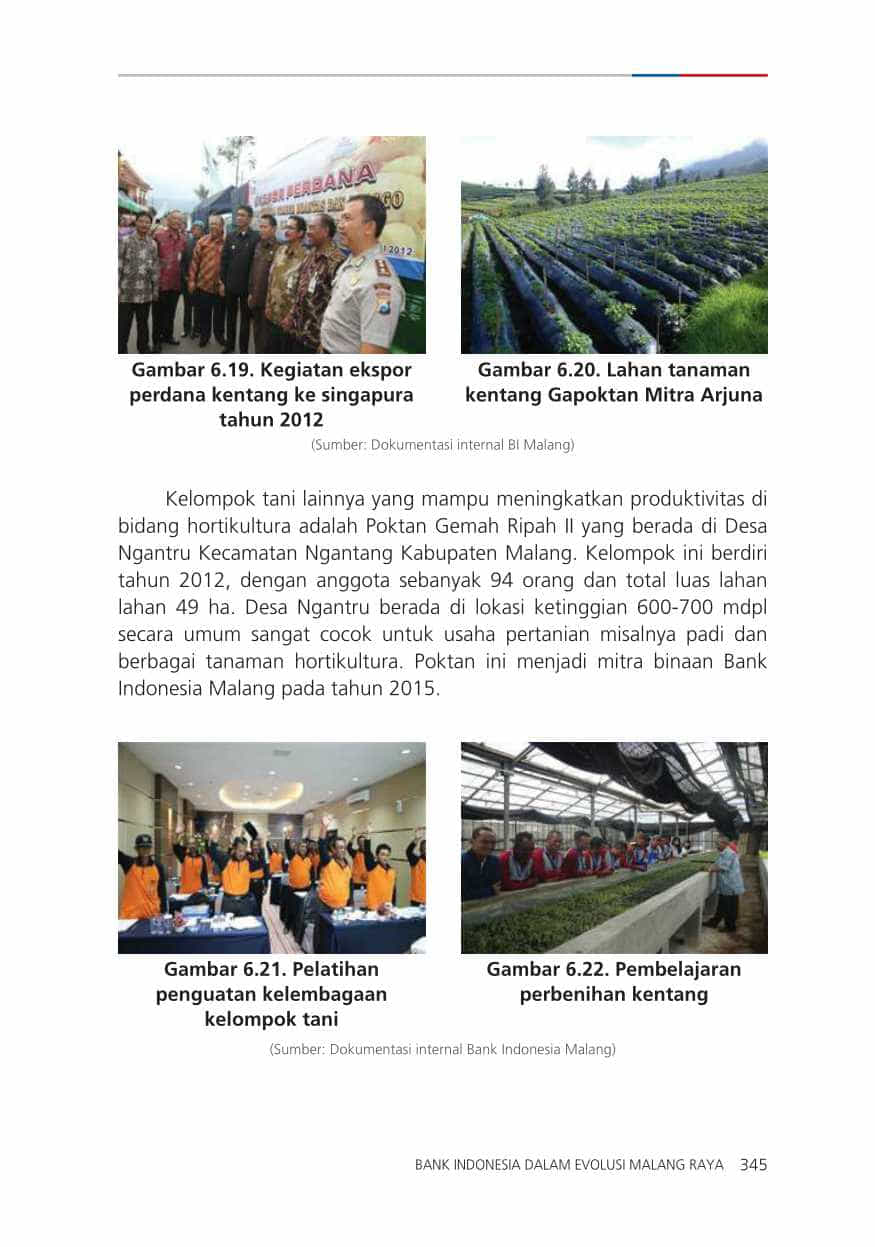 EKSPOR PERDANA
2012
Gambar 6.19. Kegiatan ekspor
perdana kentang ke singapura
tahun 2012
Gambar 6.20. Lahan tanaman
kentang Gapoktan Mitra Arjuna
(Sumber: Dokumentasi internal BI Malang)
Kelompok tani lainnya yang mampu meningkatkan produktivitas di
bidang hortikultura adalah Poktan Gemah Ripah II yang berada di Desa
Ngantru Kecamatan Ngantang Kabupaten Malang. Kelompok ini berdiri
tahun 2012, dengan anggota sebanyak 94 orang dan total luas lahan
lahan 49 ha. Desa Ngantru berada di lokasi ketinggian 600-700 mdpl
secara umum sangat cocok untuk usaha pertanian misalnya padi dan
berbagai tanaman hortikultura. Poktan ini menjadi mitra binaan Bank
Indonesia Malang pada tahun 2015.
Gambar 6.21. Pelatihan
penguatan kelembagaan
kelompok tani
Gambar 6.22. Pembelajaran
perbenihan kentang
(Sumber: Dokumentasi internal Bank Indonesia Malang)
BANK INDONESIA DALAM EVOLUSI MALANG RAYA 345